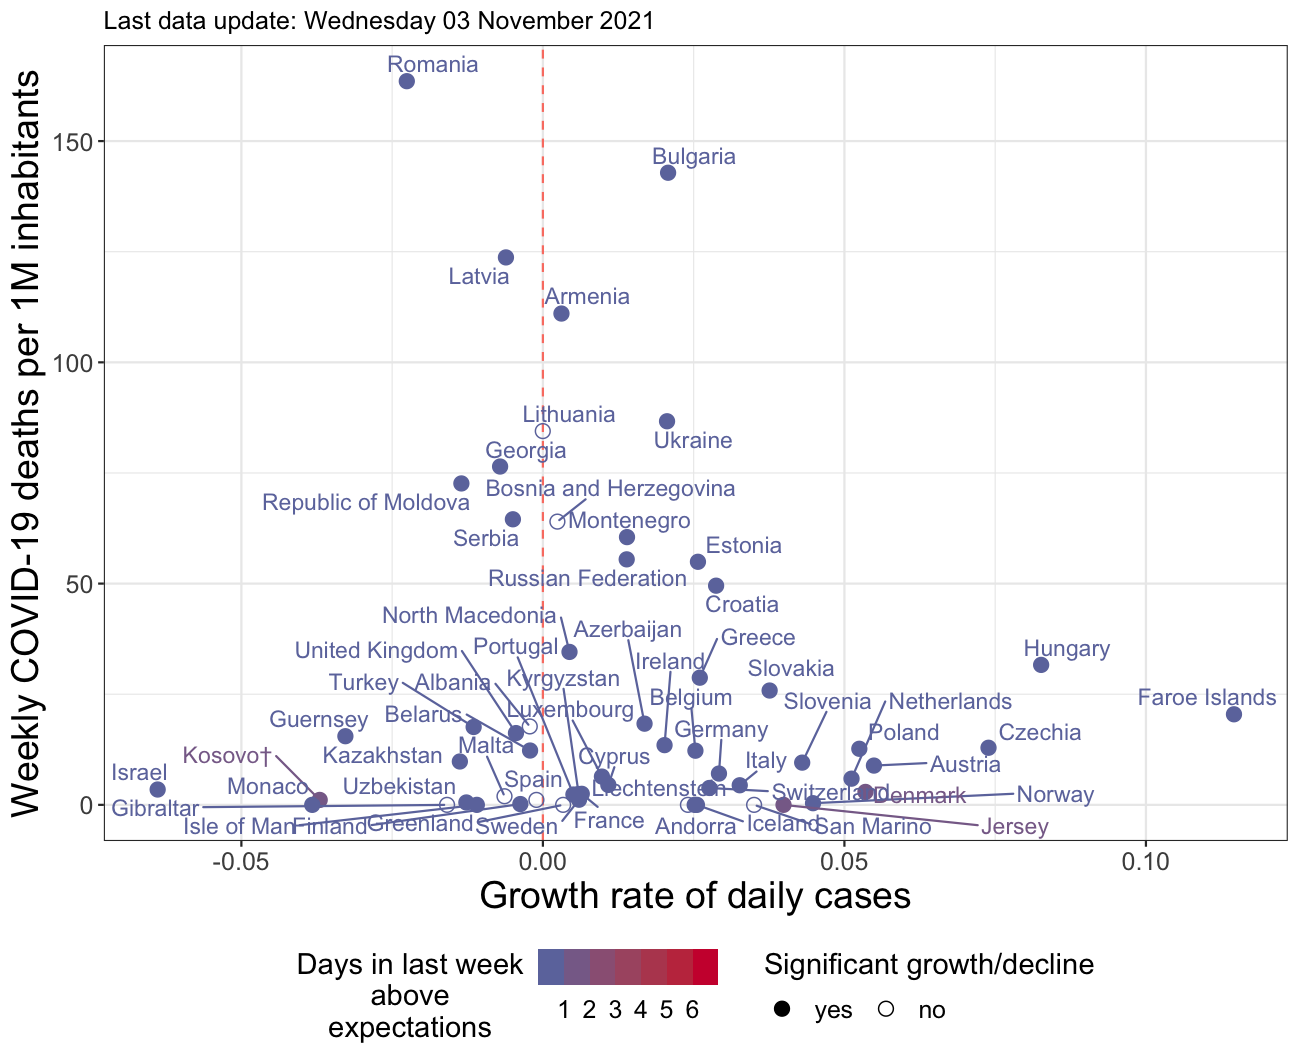 Last data update: Wednesday 03 November 2021
Weekly COVID-19 deaths per 1M inhabitants
150
100
50
0
Romania
Bulgaria
Latvia
Armenia
Lithuania
Ukraine
Georgia
Bosnia and Herzegovina
Republic of Moldova
Montenegro
Serbia
Estonia
Russian Federation
Croatia
North Macedonia
Azerbaijan
Greece
United Kingdom
Portugal
Hungary
Ireland
Slovakia
Turkey
Albania
Kyrgyzstan
Belgium
Faroe Islands
Slovenia
Netherlands
Luxembourg
Belarus
Guernsey
Germany
Poland
Czechia
Malta
Kosovo†
Kazakhstan
Cyprus
Italy
Austria
Israel
Monaco
Uzbekistan
Spain
Liechtenstein
Switzerland
Denmark
Norway
Gibraltar
Isle of Man
Finland
Greenland
Sweden
France
Andorra
Iceland
San Marino
Jersey
-0.05
0.00
0.05
0.10
Growth rate of daily cases
Days in last week
above
expectations
1 2 3 4 5 6
Significant growth/decline
yes no